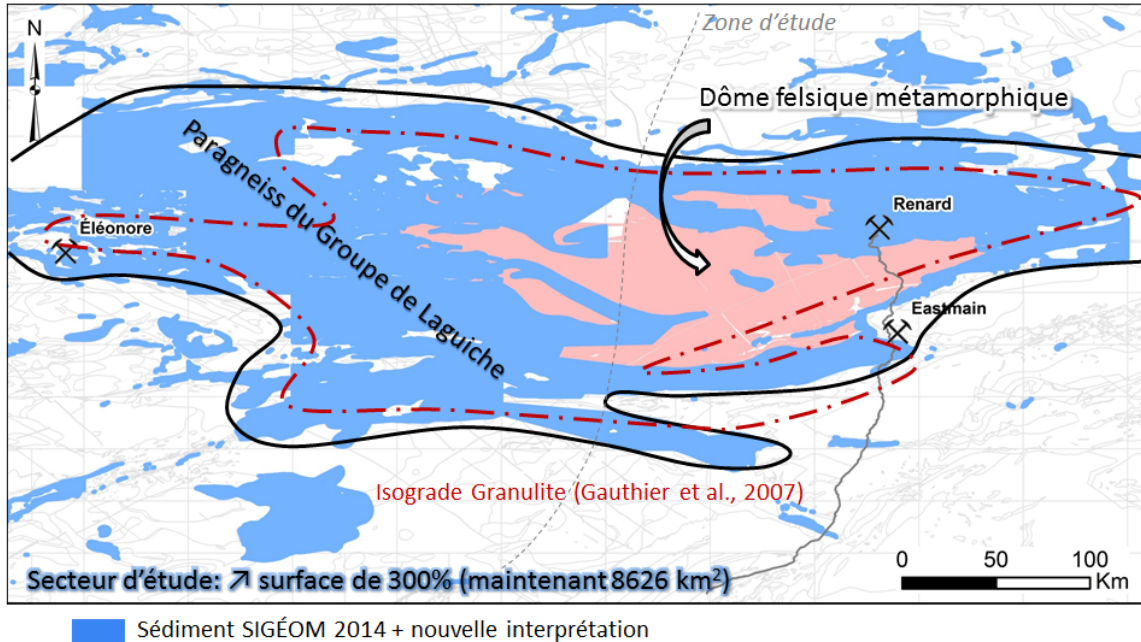 N
Zone d'étude
Dôme felsique métamorphique
Paragneiss du Groupe de Laguiche
Éléonore
Renard
Eastmain
Isograde Granulite (Gauthier et al., 2007)
Secteur d'étude: ↗ surface de 300% (maintenant 8626 km²)
0 50 100
Km
Sédiment SIGÉOM 2014 + nouvelle interprétation